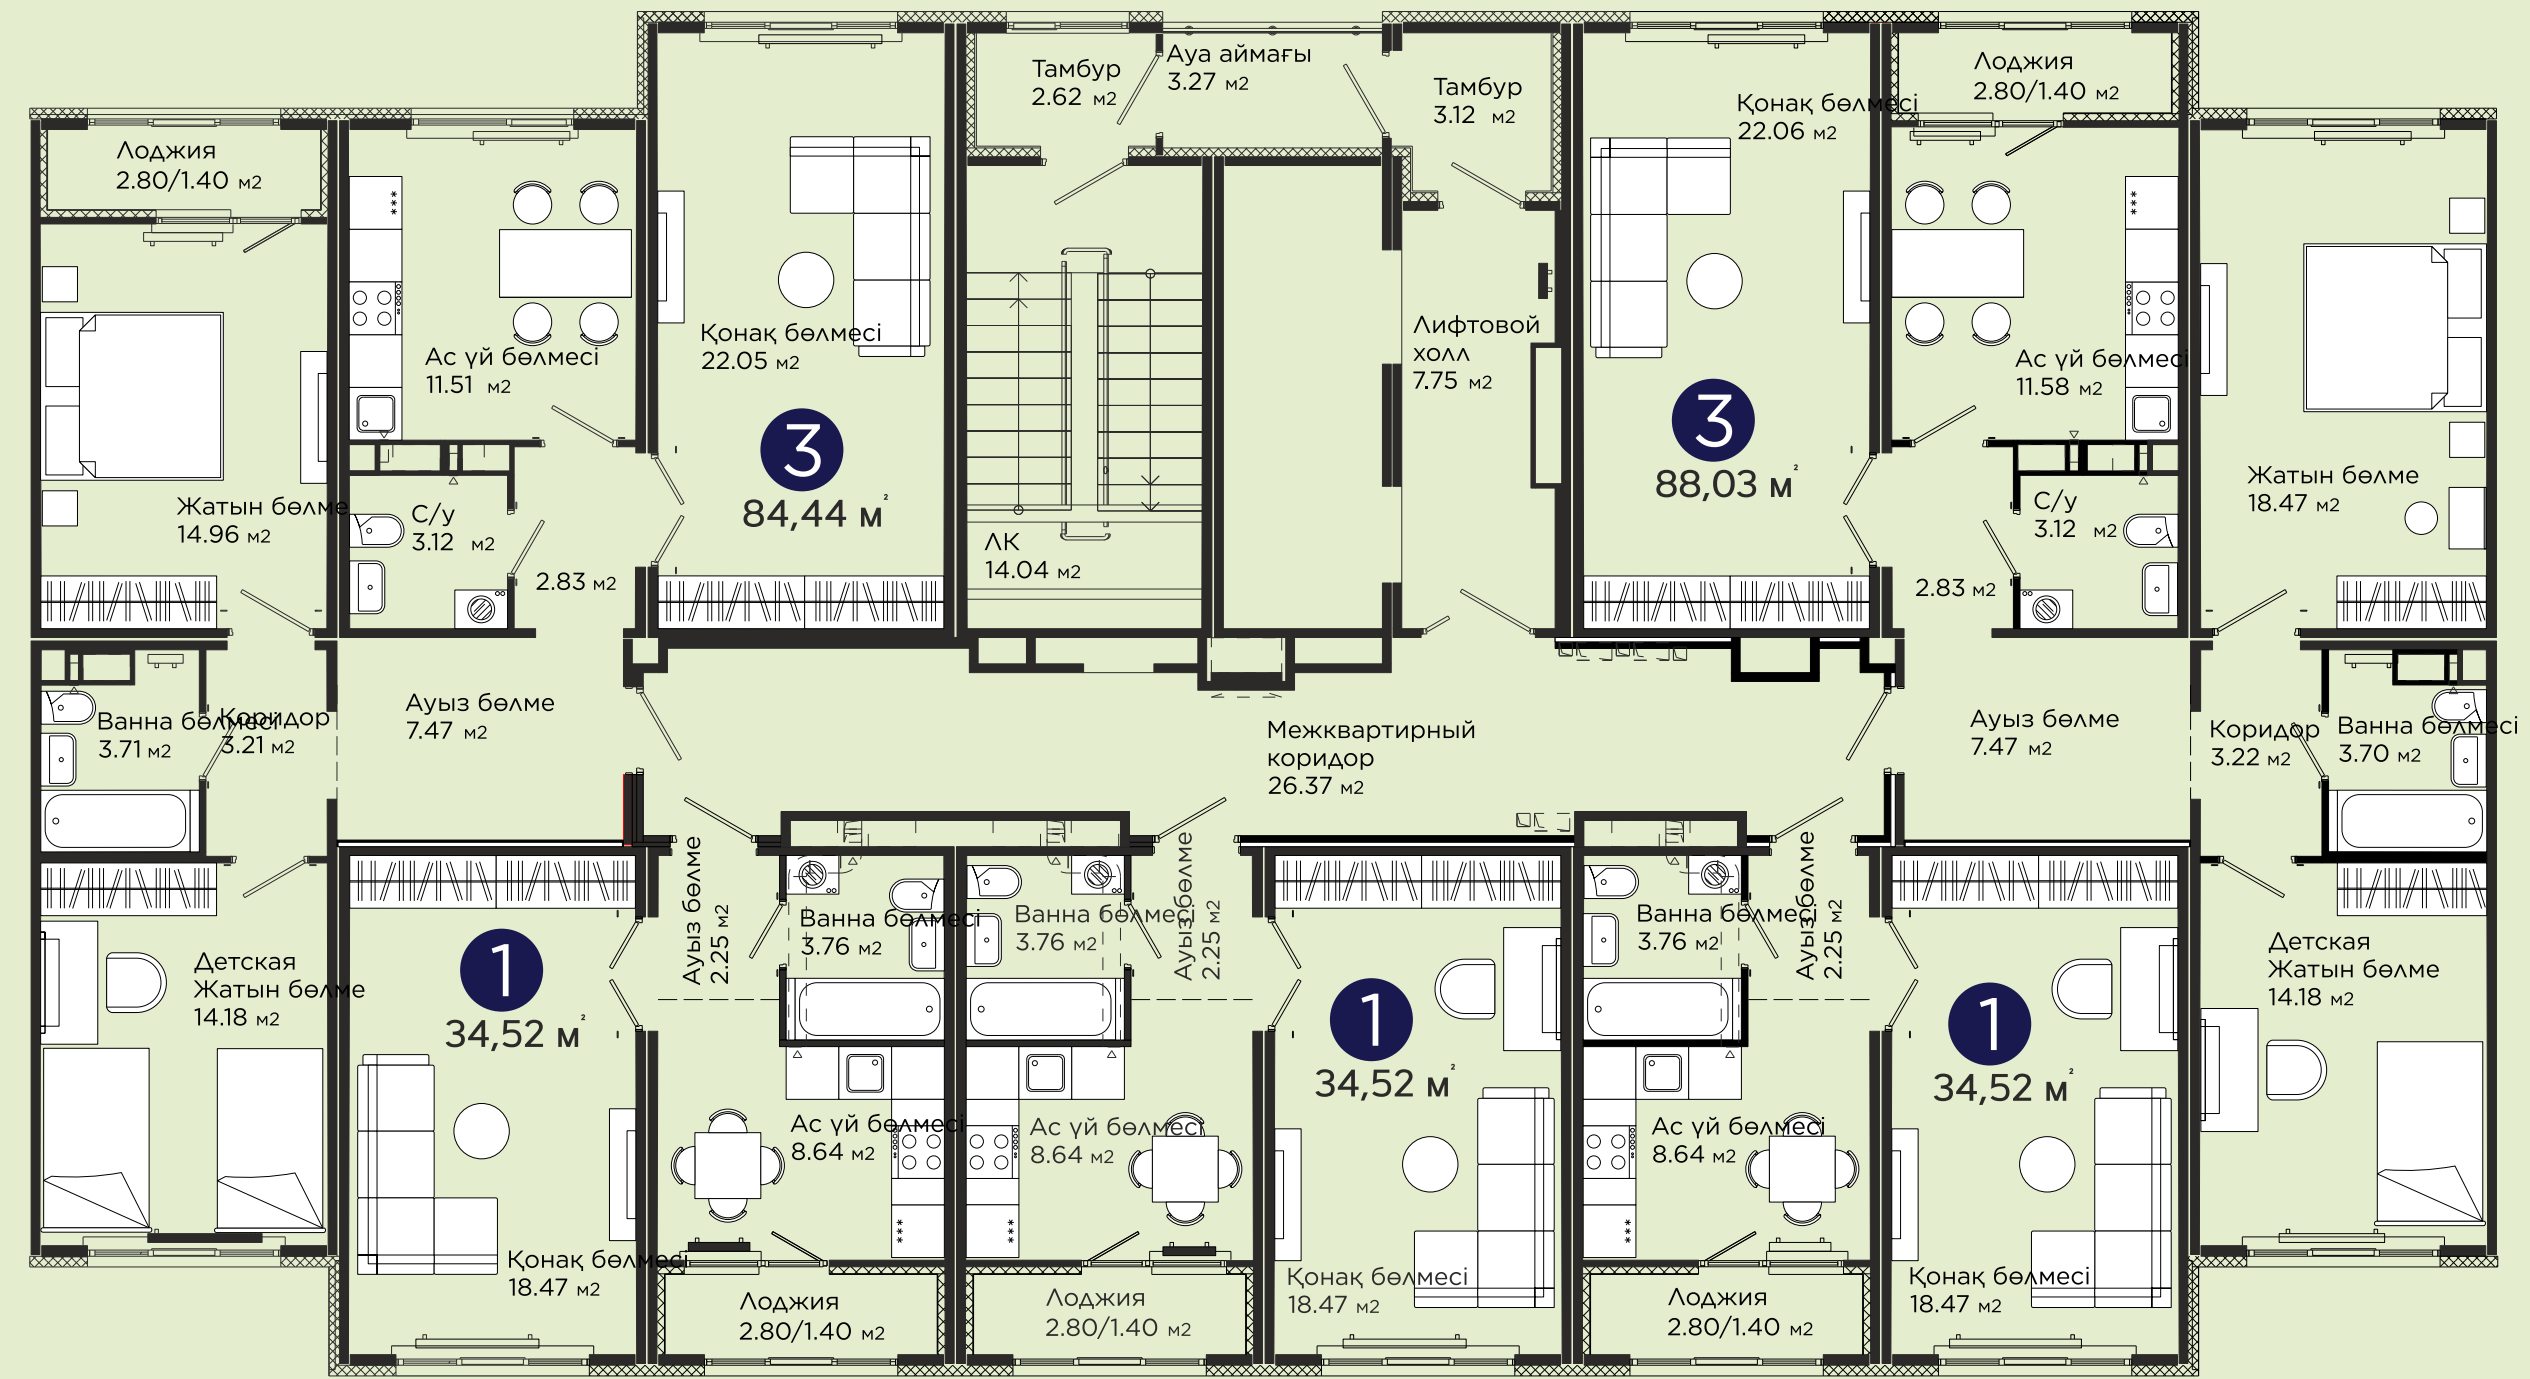 Тамбур
2.62 м2
Ауа аймағы
3.27 м2
Тамбур
3.12 м2
Лоджия
2.80/1.40 м2
Қонақ бөлмесі
22.06 м2
Лоджия
2.80/1.40 м2
Қонақ бөлмесі
22.05 м2
Ас үй бөлмесі
11.51 м2
Лифтовой
холл
7.75 м2
Ас үй бөлмесі
11.58 м2
3
84,44 м²
3
88,03 м²
Жатын бөлме
14.96 м2
С/у
3.12 м2
2.83 м2
ЛК
14.04 м2
Жатын бөлме
18.47 м2
С/у
3.12 м2
2.83 м2
Ванна бөлмесі
3.71 м2
Коридор
3.21 м2
Ауыз бөлме
7.47 м2
Межквартирный
коридор
26.37 м2
Ауыз бөлме
7.47 м2
Коридор
3.22 м2
Ванна бөлмесі
3.70 м2
Детская
Жатын бөлме
14.18 м2
1
34,52 м²
Ауыз бөлме
2.25 м2
Ванна бөлмесі
3.76 м2
Ванна бөлмесі
3.76 м2
Ауыз бөлме
2.25 м2
1
34,52 м²
Ванна бөлмесі
3.76 м2
Ауыз бөлме
2.25 м2
1
34,52 м²
Детская
Жатын бөлме
14.18 м2
Ас үй бөлмесі
8.64 м2
Ас үй бөлмесі
8.64 м2
Ас үй бөлмесі
8.64 м2
Қонақ бөлмесі
18.47 м2
Лоджия
2.80/1.40 м2
Лоджия
2.80/1.40 м2
Қонақ бөлмесі
18.47 м2
Лоджия
2.80/1.40 м2
Қонақ бөлмесі
18.47 м2